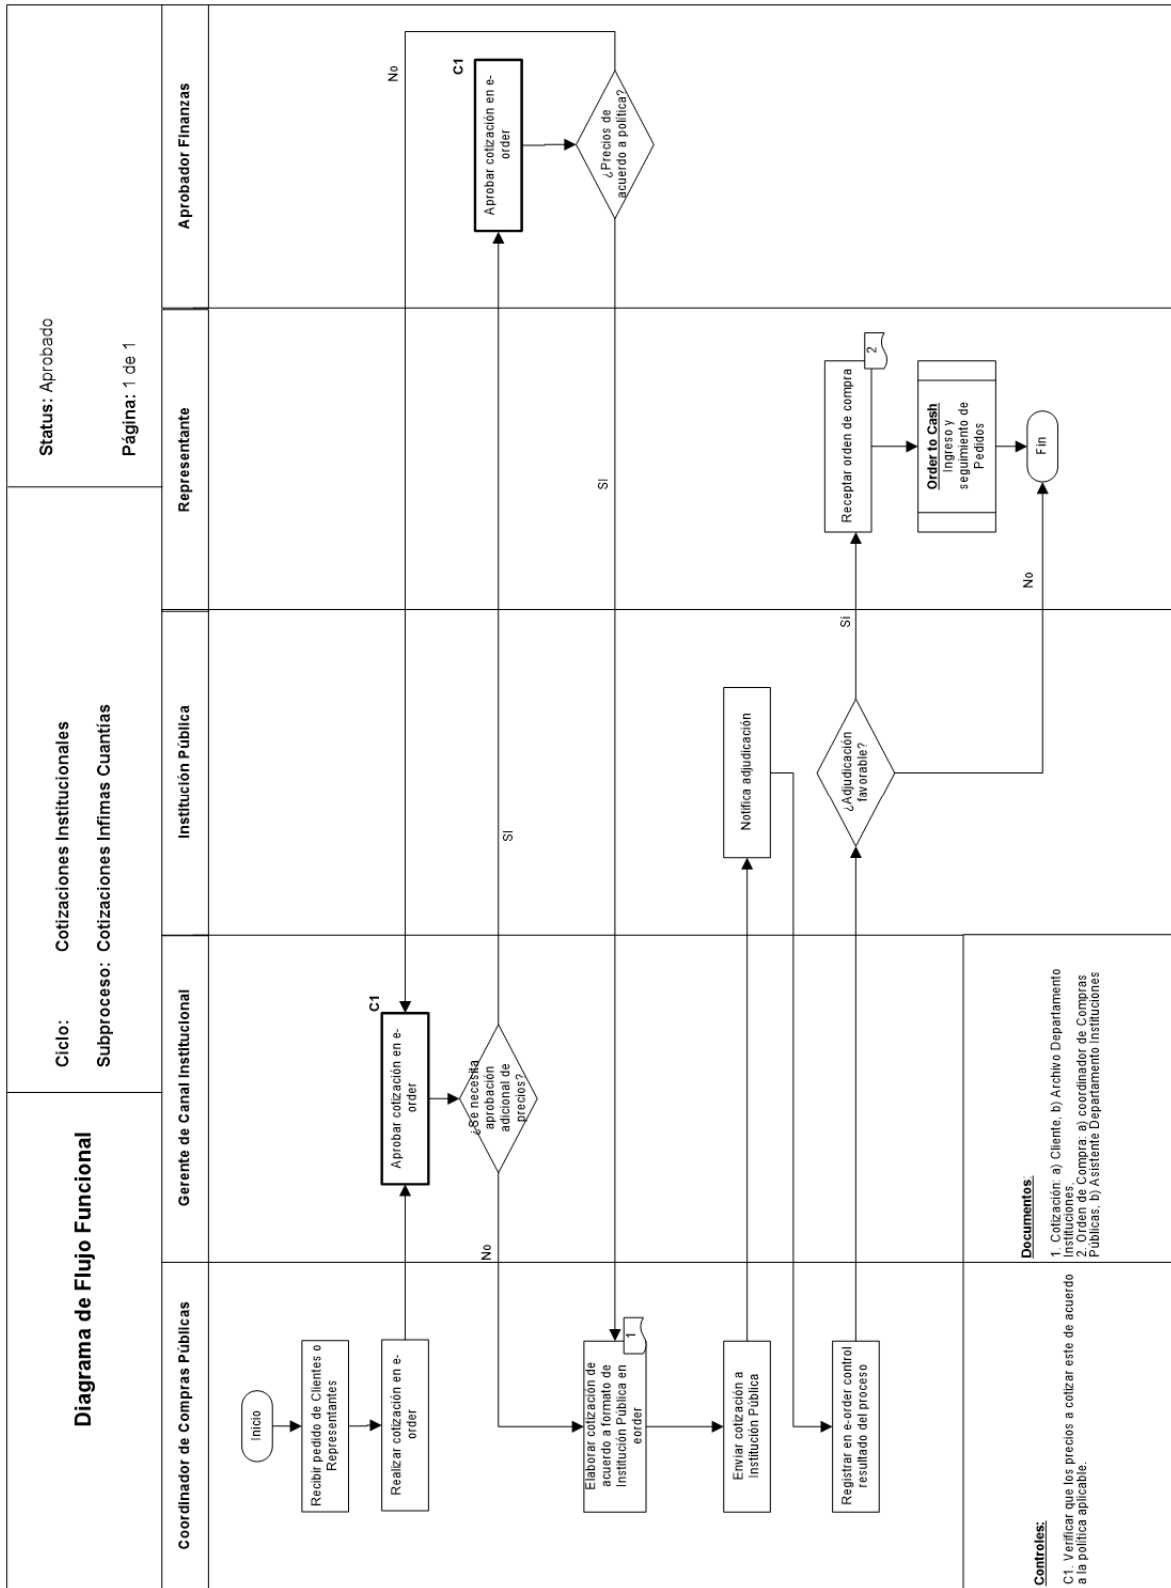 Diagrama de Flujo Funcional
Ciclo: Cotizaciones Institucionales
Subproceso: Cotizaciones Infimas Cuantías
Status: Aprobado
Página: 1 de 1
Coordinador de Compras Públicas
Gerente de Canal Institucional
Institución Pública
Representante
Aprobador Finanzas
Inicio
Recibir pedido de Clientes o
Representantes
Realizar cotización en e-
order
C1
Aprobar cotización en e-
order
No
¿Se necesita
aprobación
adicional de
precios?
No
SI
C1
Aprobar cotización en e-
order
¿Precios de
acuerdo a política?
SI
Elaborar cotización de
acuerdo a formato de
Institución Pública en
eorder
1
Enviar cotización a
Institución Pública
Notifica adjudicación
Registrar en e-order control
resultado del proceso
¿Adjudicación
favorable?
Si
No
Receptar orden de compra
2
Order to Cash
Ingreso y
seguimiento de
Pedidos
Fin
Controles:
C1. Verificar que los precios a cotizar este de acuerdo
a la política aplicable.
Documentos:
1. Cotización: a) Cliente, b) Archivo Departamento
Instituciones.
2. Orden de Compra: a) coordinador de Compras
Públicas, b) Asistente Departamento Instituciones
Públicas